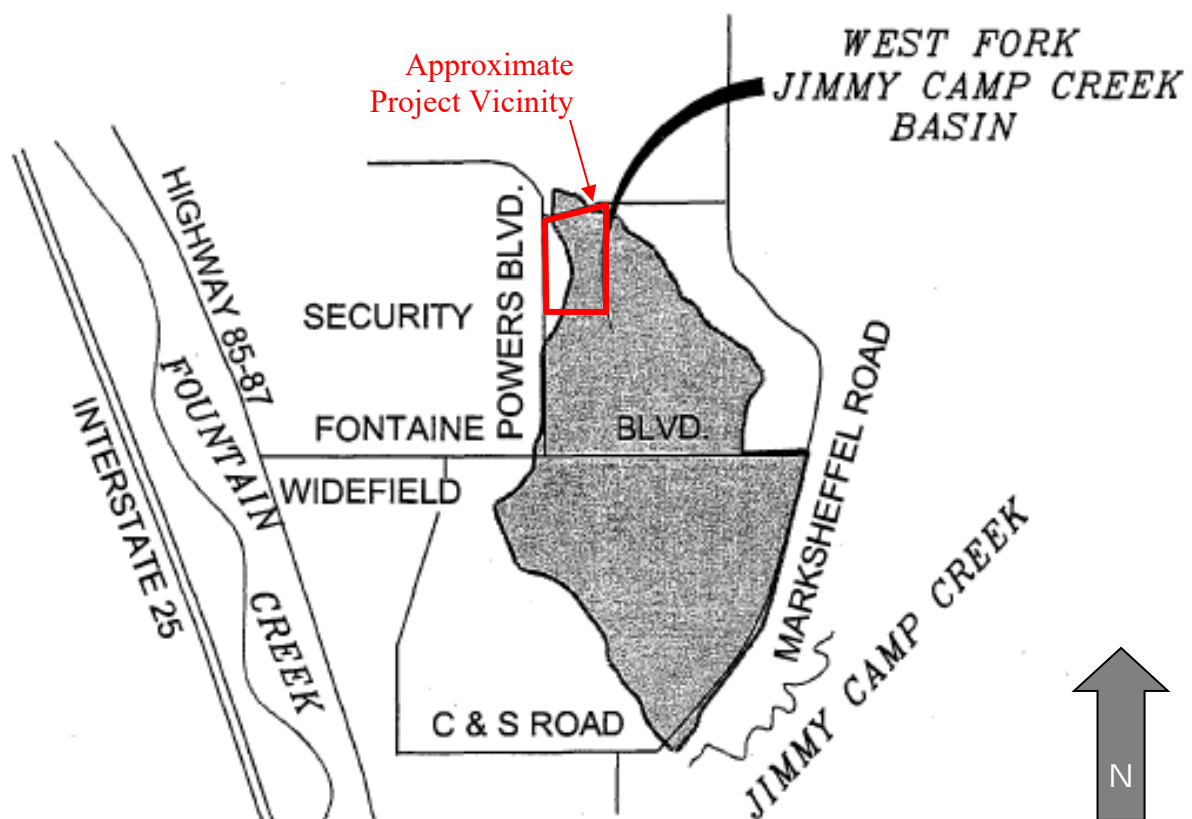 WEST FORK
JIMMY CAMP CREEK
BASIN
Approximate
Project Vicinity
HIGHWAY 85-87
POWERS BLVD.
SECURITY
FOUNTAIN
CREEK
INTERSTATE 25
FONTAINE
BLVD.
WIDEFIELD
MARKSHEFFEL ROAD
JIMMY CAMP CREEK
C & S ROAD
N